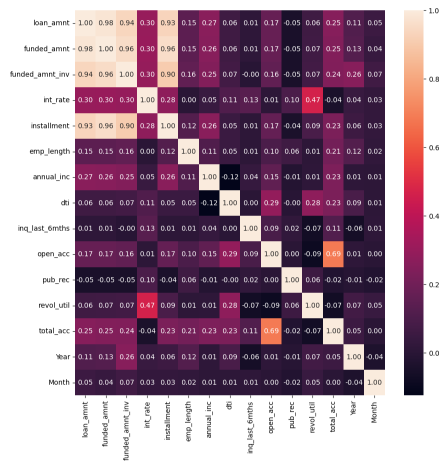 loan_amnt 1.00 0.98 0.94 0.30 0.93 0.15 0.27 0.06 0.01 0.17 -0.05 0.06 0.25 0.11 0.05
funded_amnt 0.98 1.00 0.96 0.30 0.96 0.15 0.26 0.06 0.01 0.17 -0.05 0.07 0.25 0.13 0.04
funded_amnt_inv 0.94 0.96 1.00 0.30 0.90 0.16 0.25 0.07 -0.00 0.16 -0.05 0.07 0.24 0.26 0.07
int_rate 0.30 0.30 0.30 1.00 0.28 0.00 0.05 0.11 0.13 0.01 0.10 0.47 -0.04 0.04 0.03
installment 0.93 0.96 0.90 0.28 1.00 0.12 0.26 0.05 0.01 0.17 -0.04 0.09 0.23 0.06 0.03
emp_length 0.15 0.15 0.16 0.00 0.12 1.00 0.11 0.05 0.01 0.10 0.06 0.01 0.21 0.12 0.02
annual_inc 0.27 0.26 0.25 0.05 0.26 0.11 1.00 -0.12 0.04 0.15 -0.01 0.01 0.23 0.01 0.01
dti 0.06 0.06 0.07 0.11 0.05 0.05 -0.12 1.00 0.00 0.29 -0.00 0.28 0.23 0.09 0.01
inq_last_6mths 0.01 0.01 -0.00 0.13 0.01 0.01 0.04 0.00 1.00 0.09 0.02 -0.07 0.11 -0.06 0.01
open_acc 0.17 0.17 0.16 0.01 0.17 0.10 0.15 0.29 0.09 1.00 0.00 -0.09 0.69 0.01 0.00
pub_rec -0.05 -0.05 -0.05 0.10 -0.04 0.06 -0.01 -0.00 0.02 0.00 1.00 0.06 -0.02 -0.01 -0.02
revol_util 0.06 0.07 0.07 0.47 0.09 0.01 0.01 0.28 -0.07 -0.09 0.06 1.00 -0.07 0.07 0.05
total_acc 0.25 0.25 0.24 -0.04 0.23 0.21 0.23 0.23 0.11 0.69 -0.02 -0.07 1.00 0.05 0.00
Year 0.11 0.13 0.26 0.04 0.06 0.12 0.01 0.09 -0.06 0.01 -0.01 0.07 0.05 1.00 -0.04
Month 0.05 0.04 0.07 0.03 0.03 0.02 0.01 0.01 0.01 0.00 -0.02 0.05 0.00 -0.04 1.00
loan_amnt funded_amnt funded_amnt_inv int_rate installment emp_length annual_inc dti inq_last_6mths open_acc pub_rec revol_util total_acc Year Month
1.0
0.8
0.6
0.4
0.2
0.0